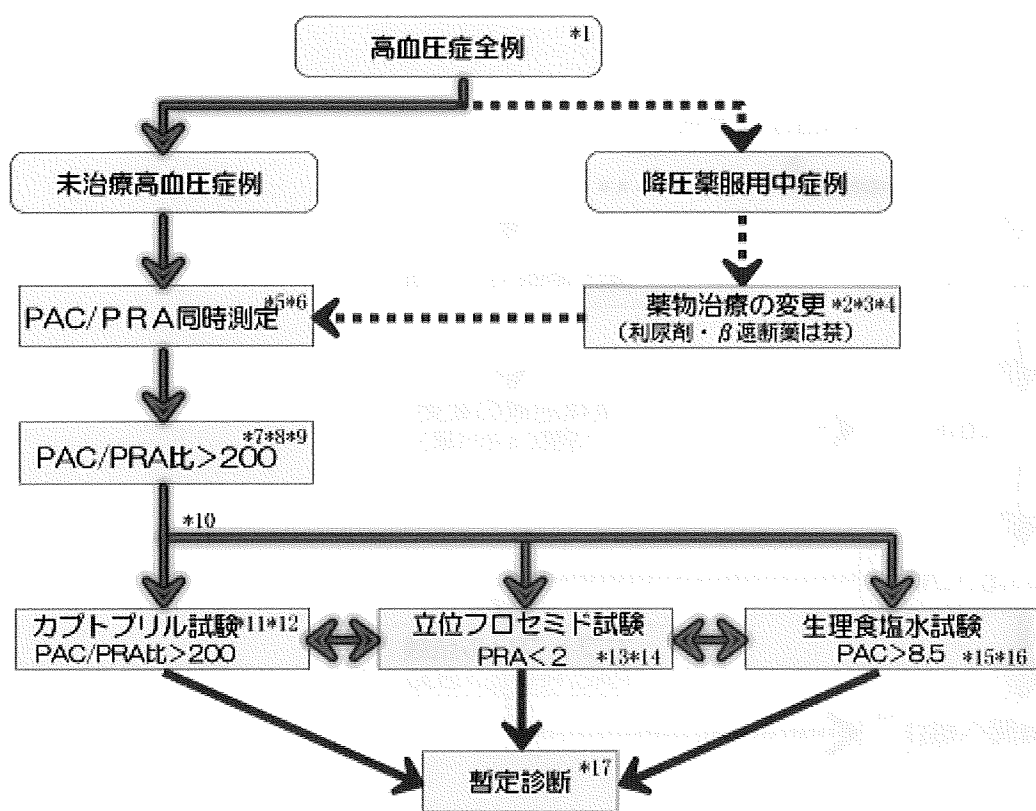 高血圧症全例 *1
未治療高血圧症例
降圧薬服用中症例
PAC/PRA同時測定 *5*6
薬物治療の変更 *2*3*4
(利尿剤・β遮断薬は禁)
PAC/PRA比>200 *7*8*9
*10
カプトプリル試験 *11*12
PAC/PRA比>200
立位フロセミド試験
PRA<2 *13*14
生理食塩水試験
PAC>8.5 *15*16
暫定診断 *17